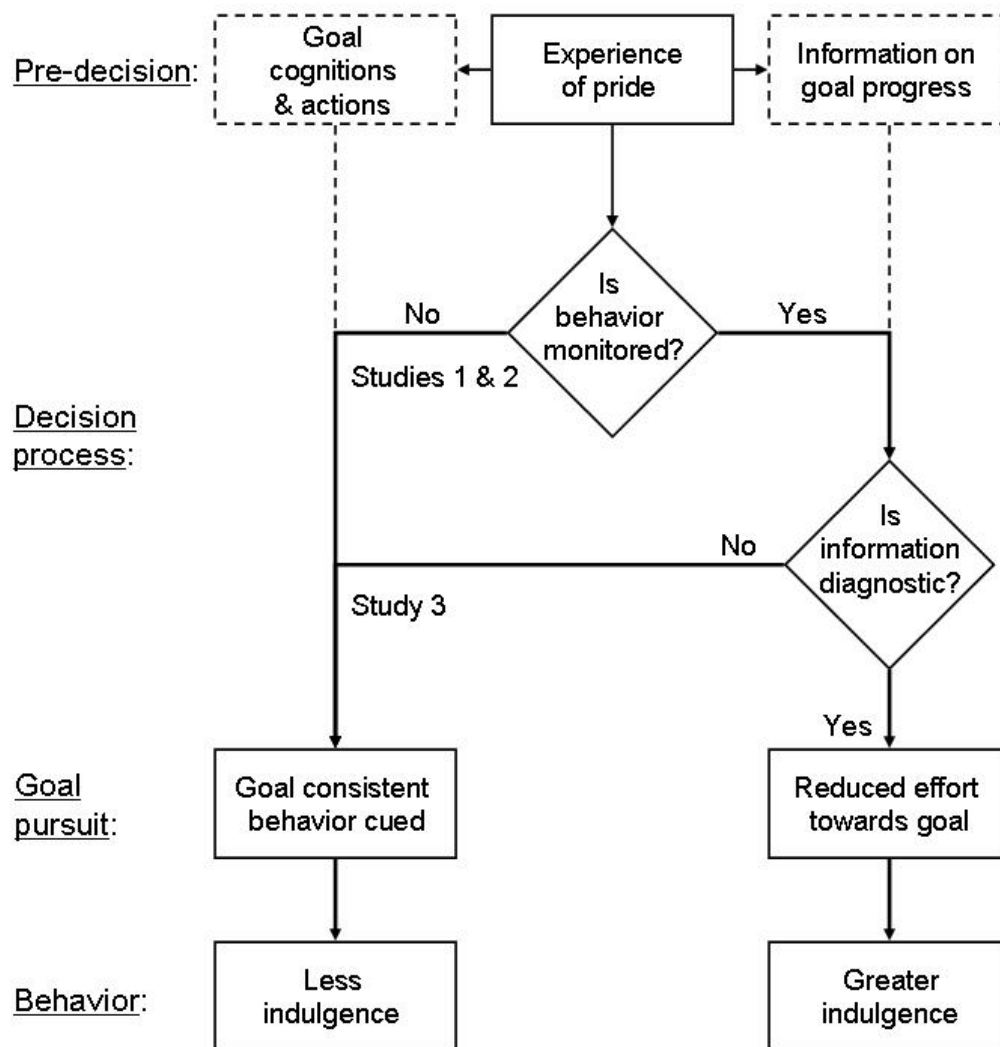 Pre-decision:
Goal
cognitions
& actions
Experience
of pride
Information on
goal progress
Is
behavior
monitored?
No
Yes
Studies 1 & 2
Decision
process:
Is
information
diagnostic?
No
Study 3
Yes
Goal
pursuit:
Goal consistent
behavior cued
Reduced effort
towards goal
Behavior:
Less
indulgence
Greater
indulgence